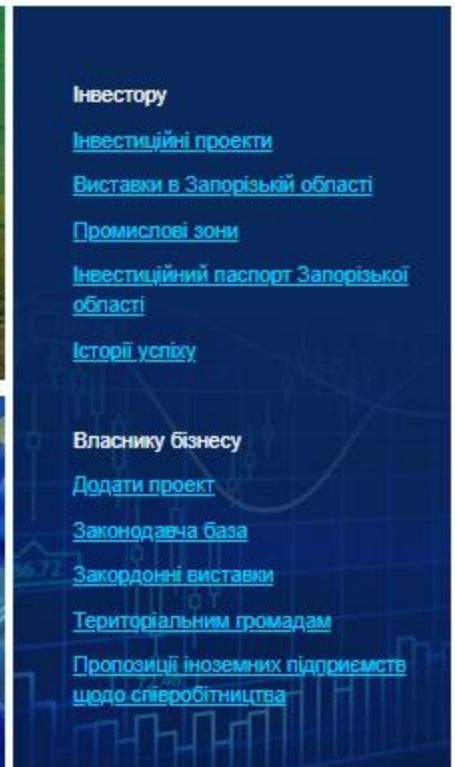 Інвестору
Інвестиційні проекти
Виставки в Запорізькій області
Промислові зони
Інвестиційний паспорт Запорізької
області
Історії успіху
Власнику бізнесу
Додати проект
Законодавча база
Закордонні виставки
Територіальним громадам
Пропозиції іноземних підприємств
щодо співробітництва